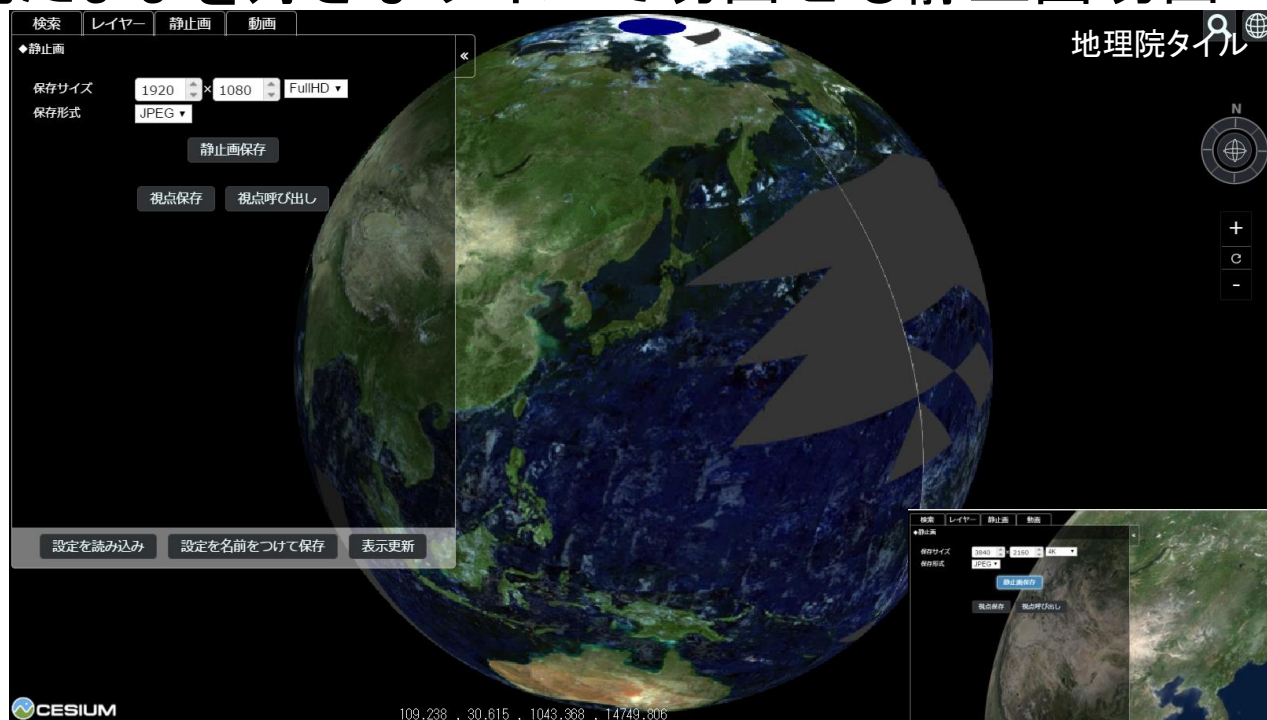 検索 レイヤー 静止画 動画
◆静止画
«
地理院タイル
保存サイズ 1920 × 1080 FullHD
保存形式 JPEG
静止画保存
視点保存 視点呼び出し
N
+
-
設定を読み込み 設定を名前をつけて保存 表示更新
CESIUM
109.238 , 30.615 , 1043.368 , 14749.806
検索 レイヤー 静止画 動画
◆静止画
«
保存サイズ 3840 × 2160 4K
保存形式 JPEG
静止画保存
視点保存 視点呼び出し